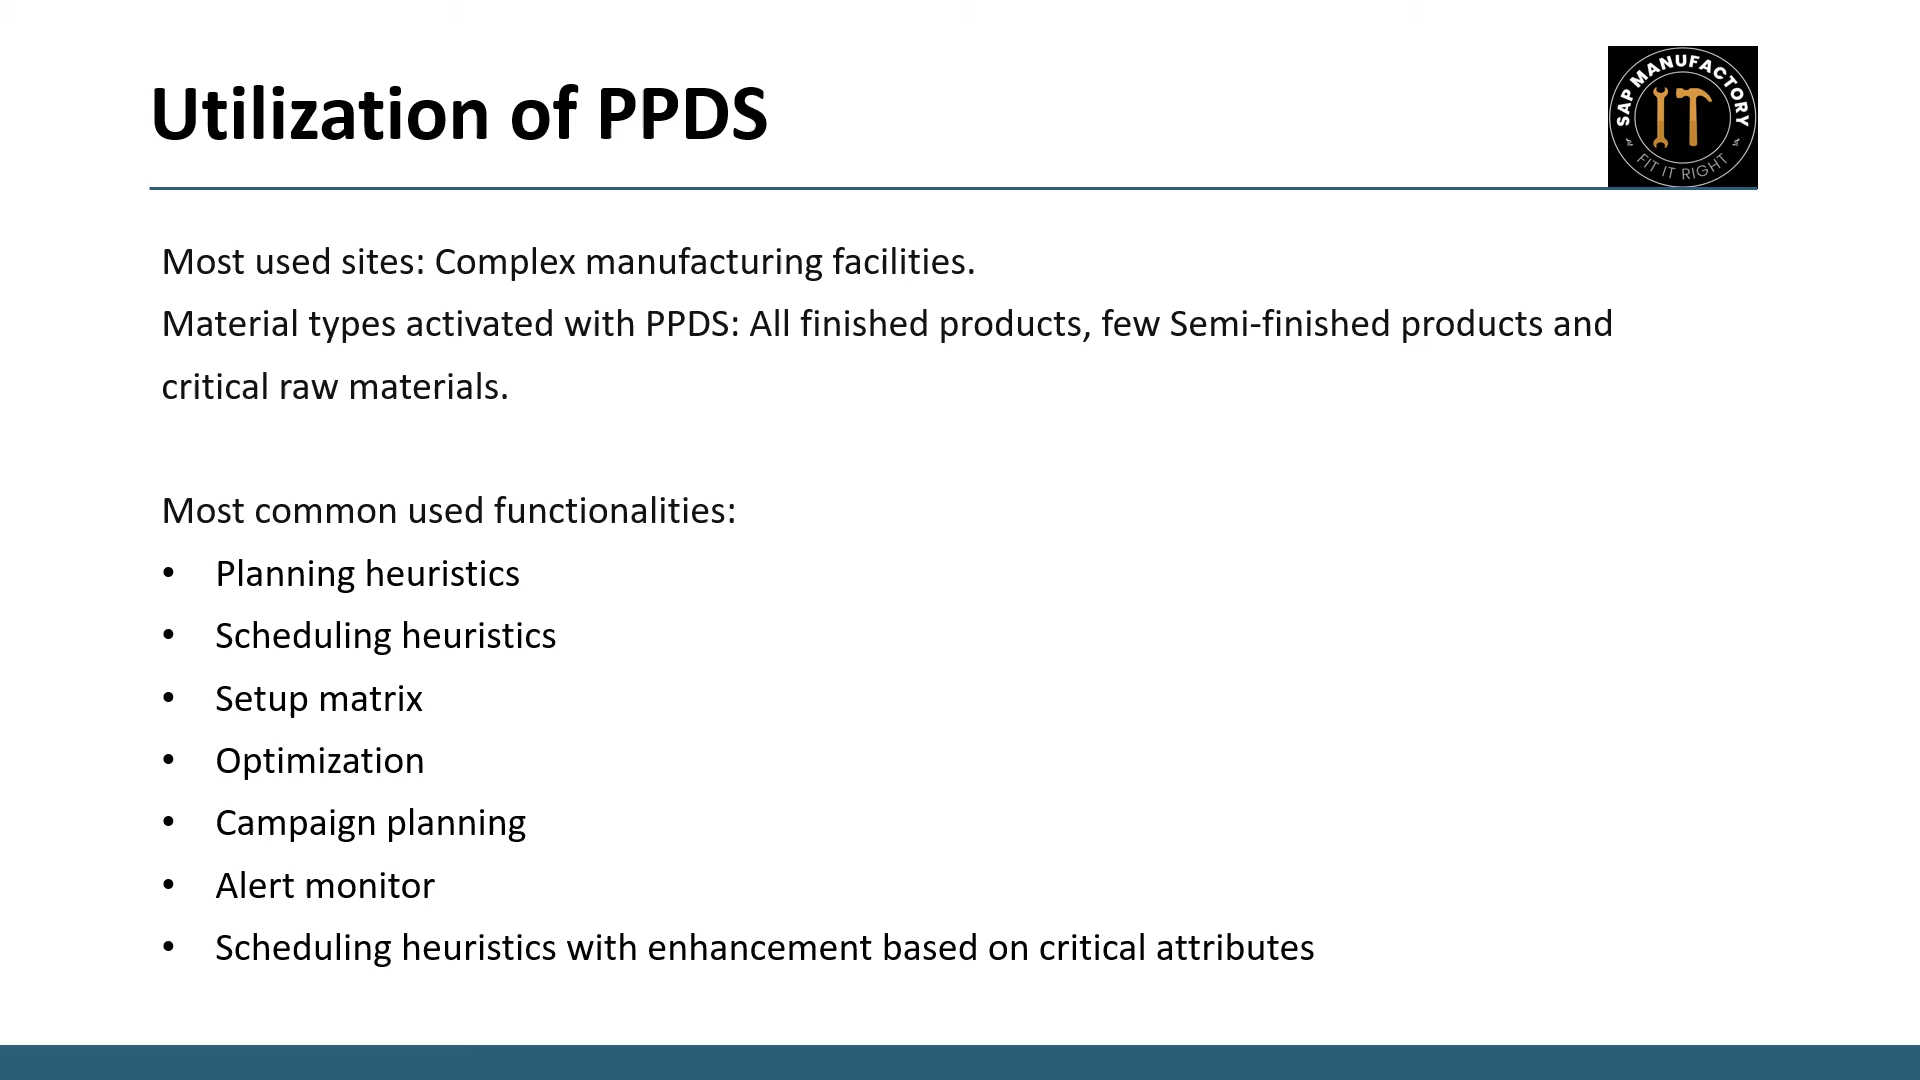 Utilization of PPDS
SAP MANUFACTORY
IT
FIT IT RIGHT
Most used sites: Complex manufacturing facilities.
Material types activated with PPDS: All finished products, few Semi-finished products and
critical raw materials.
Most common used functionalities:
• Planning heuristics
• Scheduling heuristics
• Setup matrix
• Optimization
• Campaign planning
• Alert monitor
• Scheduling heuristics with enhancement based on critical attributes